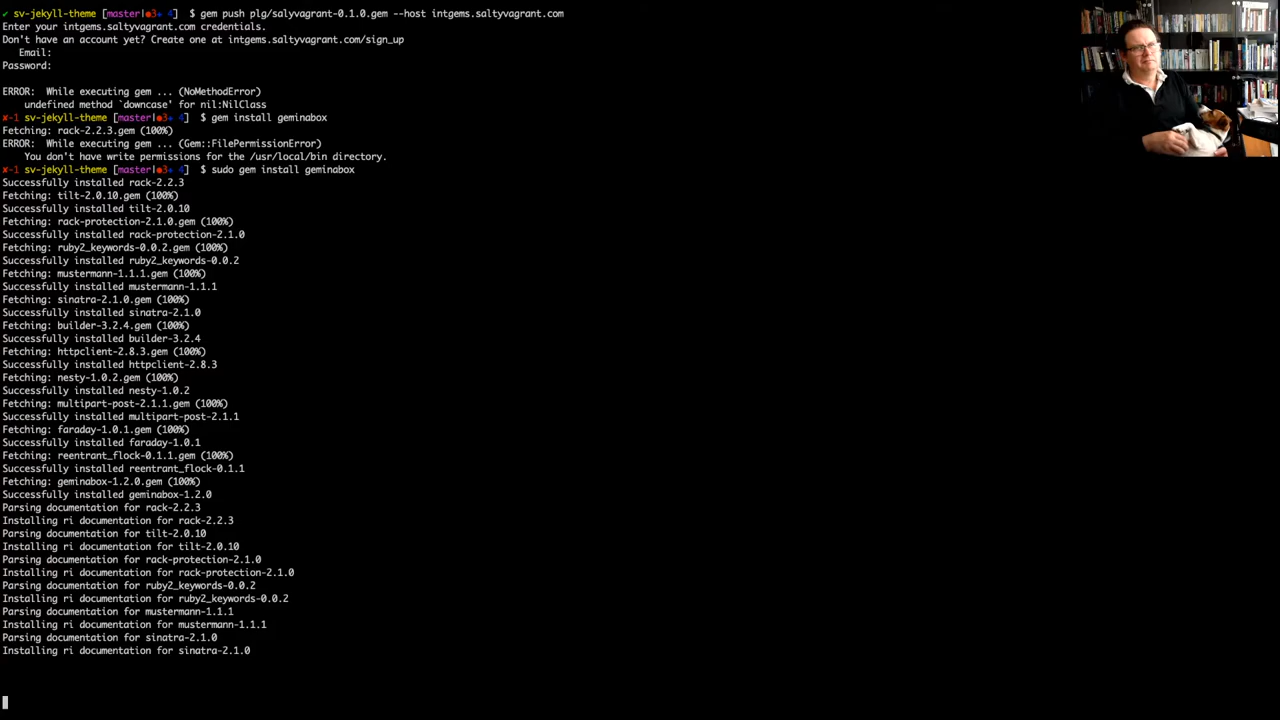 ✔ sv-jekyll-theme [master|●3+ 4] $ gem push plg/salyvagrant-0.1.0.gem --host intgems.saltyvagrant.com
Enter your intgems.saltyvagrant.com credentials.
Don't have an account yet? Create one at intgems.saltyvagrant.com/sign_up
Email:
Password:
ERROR:  While executing gem ... (NoMethodError)
undefined method `downcase' for nil:NilClass
✘-1 sv-jekyll-theme [master|●3+ 4] $ gem install geminabox
Fetching: rack-2.2.3.gem (100%)
ERROR:  While executing gem ... (Gem::FilePermissionError)
You don't have write permissions for the /usr/local/bin directory.
✘-1 sv-jekyll-theme [master|●3+ 4] $ sudo gem install geminabox
Successfully installed rack-2.2.3
Fetching: tilt-2.0.10.gem (100%)
Successfully installed tilt-2.0.10
Fetching: rack-protection-2.1.0.gem (100%)
Successfully installed rack-protection-2.1.0
Fetching: ruby2_keywords-0.0.2.gem (100%)
Successfully installed ruby2_keywords-0.0.2
Fetching: mustermann-1.1.1.gem (100%)
Successfully installed mustermann-1.1.1
Fetching: sinatra-2.1.0.gem (100%)
Successfully installed sinatra-2.1.0
Fetching: builder-3.2.4.gem (100%)
Successfully installed builder-3.2.4
Fetching: httpclient-2.8.3.gem (100%)
Successfully installed httpclient-2.8.3
Fetching: nesty-1.0.2.gem (100%)
Successfully installed nesty-1.0.2
Fetching: multipart-post-2.1.1.gem (100%)
Successfully installed multipart-post-2.1.1
Fetching: faraday-1.0.1.gem (100%)
Successfully installed faraday-1.0.1
Fetching: reentrant_flock-0.1.1.gem (100%)
Successfully installed reentrant_flock-0.1.1
Fetching: geminabox-1.2.0.gem (100%)
Successfully installed geminabox-1.2.0
Parsing documentation for rack-2.2.3
Installing ri documentation for rack-2.2.3
Parsing documentation for tilt-2.0.10
Installing ri documentation for tilt-2.0.10
Parsing documentation for rack-protection-2.1.0
Installing ri documentation for rack-protection-2.1.0
Parsing documentation for ruby2_keywords-0.0.2
Installing ri documentation for ruby2_keywords-0.0.2
Parsing documentation for mustermann-1.1.1
Installing ri documentation for mustermann-1.1.1
Parsing documentation for sinatra-2.1.0
Installing ri documentation for sinatra-2.1.0